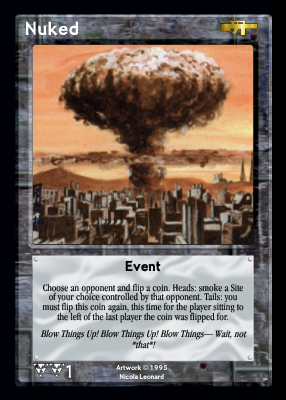 Nuked
Event
Choose an opponent and flip a coin. Heads: smoke a Site
of your choice controlled by that opponent. Tails: you
must flip this coin again, this time for the player sitting
to the left of the last player the coin was flipped for.
Blow Things Up! Blow Things Up! Blow Things--- Wait, not
*that*!
1
Artwork © 1995
Nicola Leonard